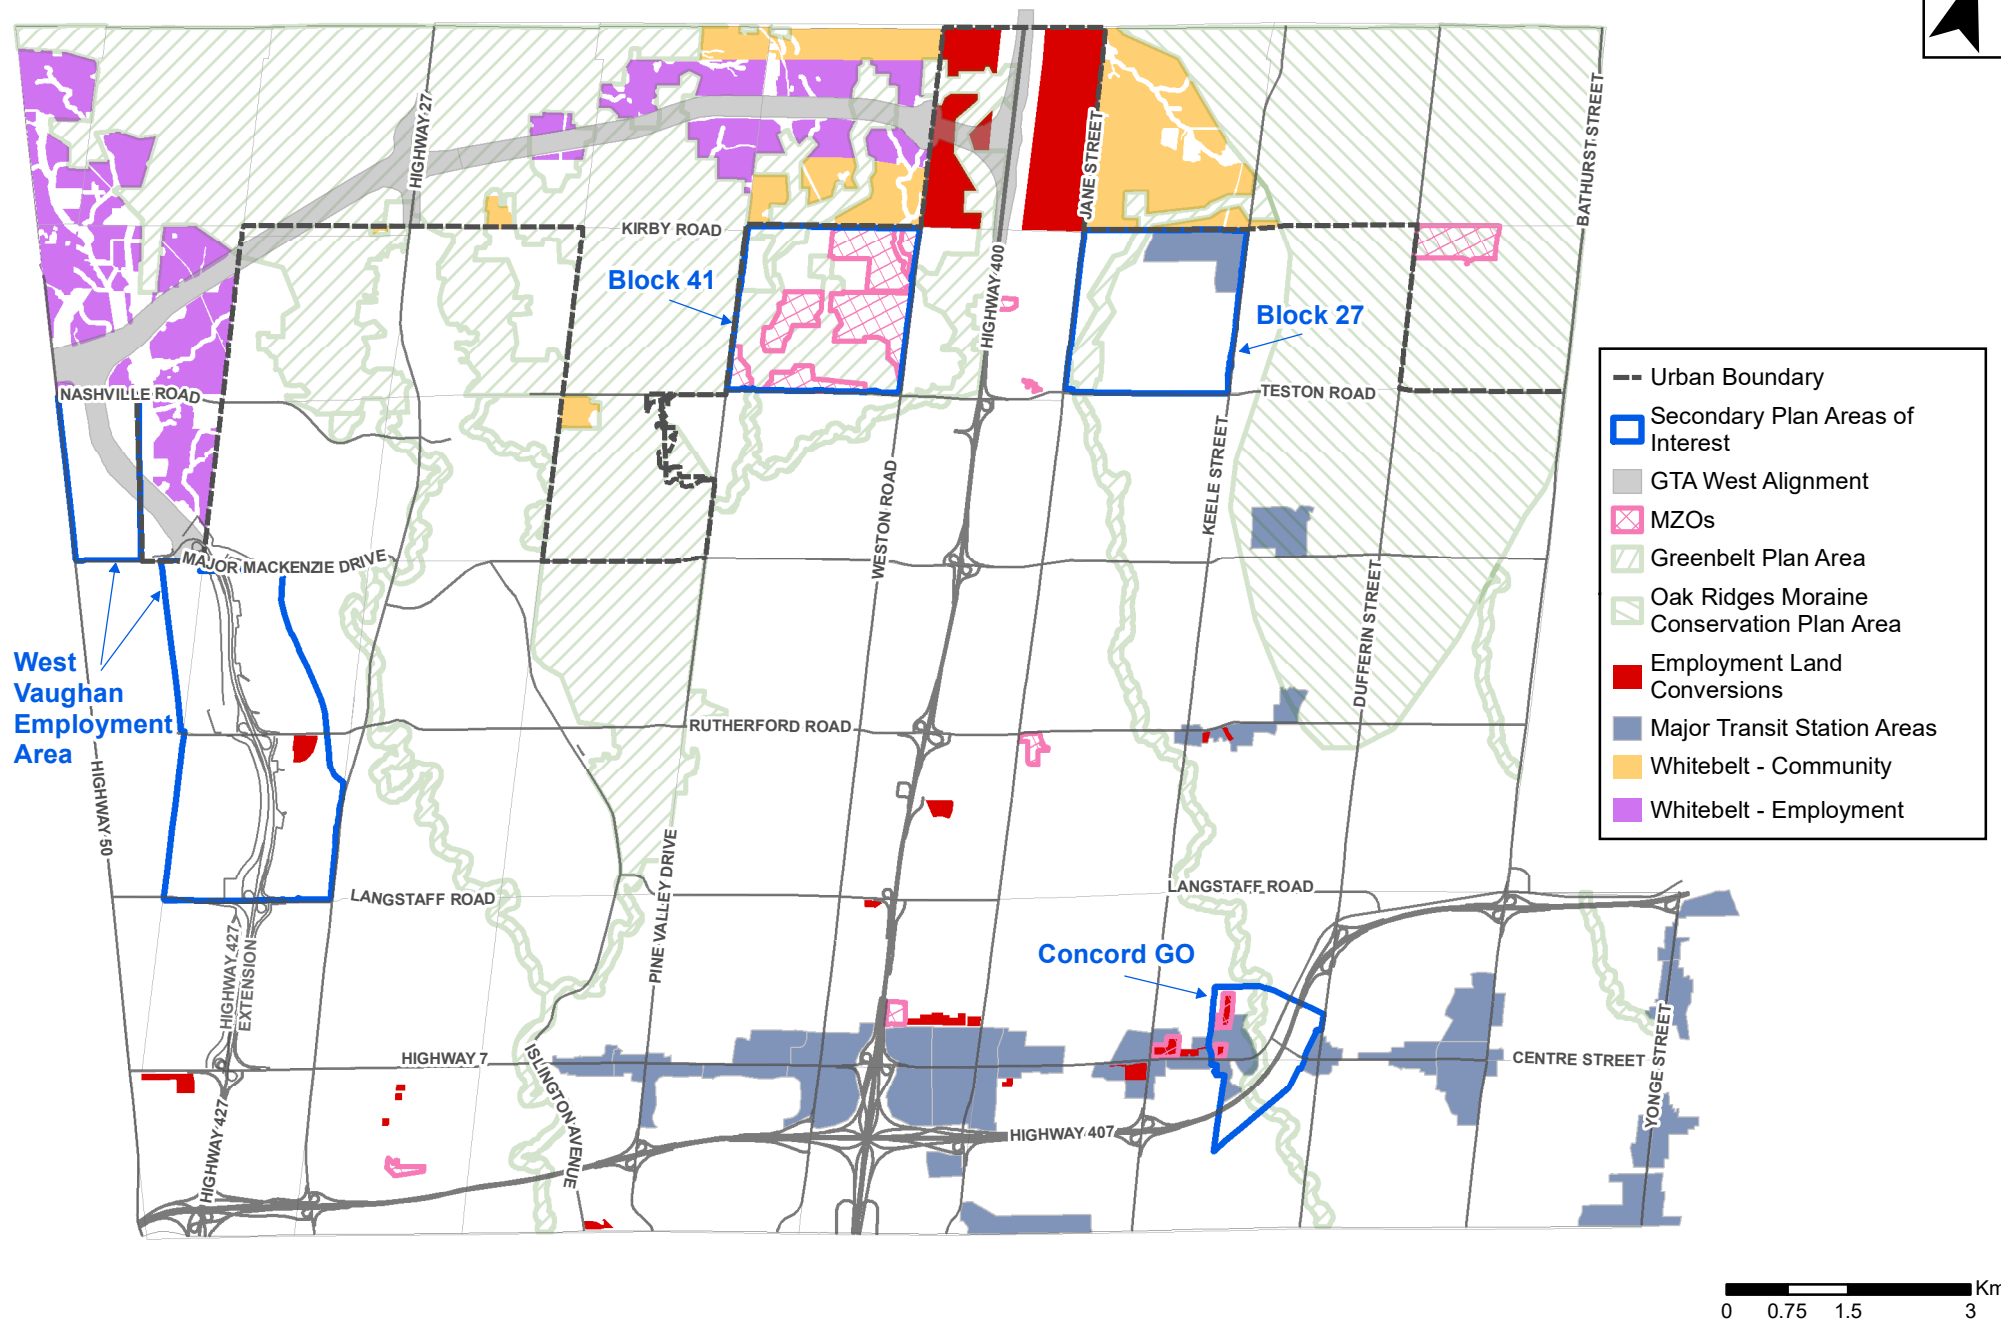 HIGHWAY 27
JANE STREET
BATHURST STREET
KIRBY ROAD
Block 41
HIGHWAY 400
Block 27
NASHVILLE ROAD
TESTON ROAD
Urban Boundary
Secondary Plan Areas of
Interest
GTA West Alignment
MZOs
Greenbelt Plan Area
Oak Ridges Moraine
Conservation Plan Area
Employment Land
Conversions
Major Transit Station Areas
Whitebelt - Community
Whitebelt - Employment
WESTON ROAD
KEELE STREET
MAJOR MACKENZIE DRIVE
DUFFERIN STREET
West
Vaughan
Employment
Area
RUTHERFORD ROAD
HIGHWAY 50
PINE VALLEY DRIVE
LANGSTAFF ROAD
LANGSTAFF ROAD
HIGHWAY 427
EXTENSION
Concord GO
HIGHWAY 7
ISLINGTON AVENUE
CENTRE STREET
YONGE STREET
HIGHWAY 427
HIGHWAY 407
Km
0 0.75 1.5 3